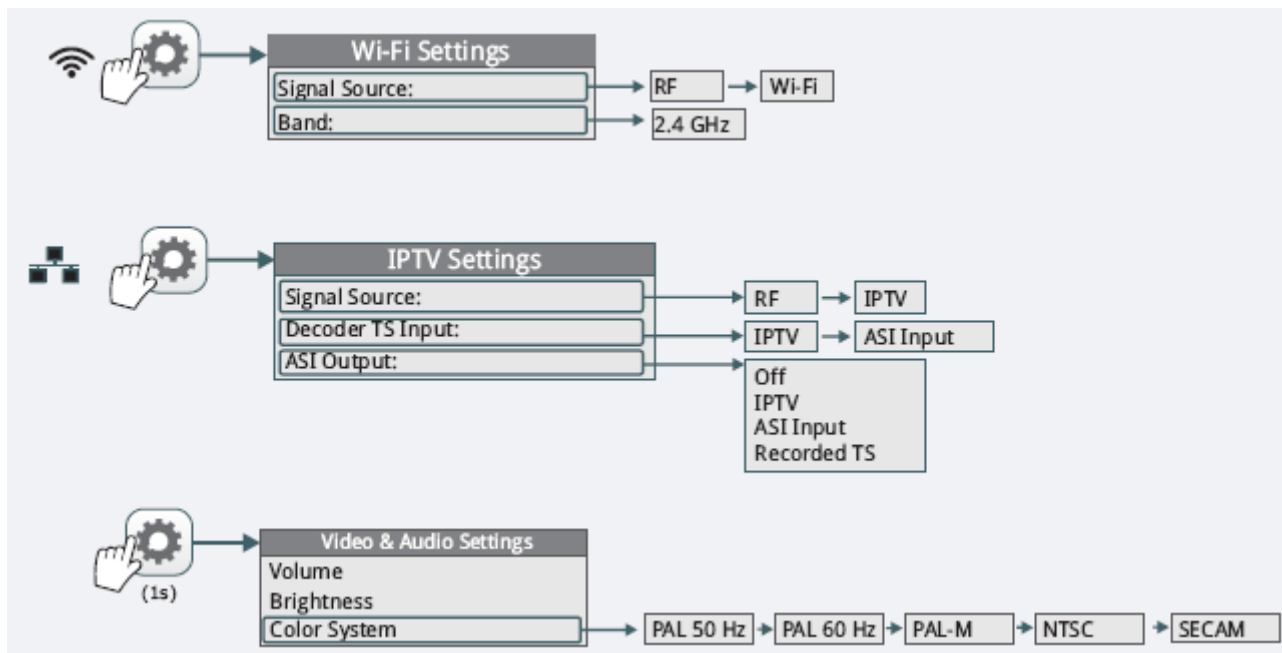 Wi-Fi Settings
Signal Source: RF Wi-Fi
Band: 2.4 GHz
IPTV Settings
Signal Source: RF IPTV
Decoder TS Input: IPTV ASI Input
ASI Output: Off
IPTV
ASI Input
Recorded TS
Video & Audio Settings
Volume
(1s)
Brightness
Color System PAL 50 Hz PAL 60 Hz PAL-M NTSC SECAM